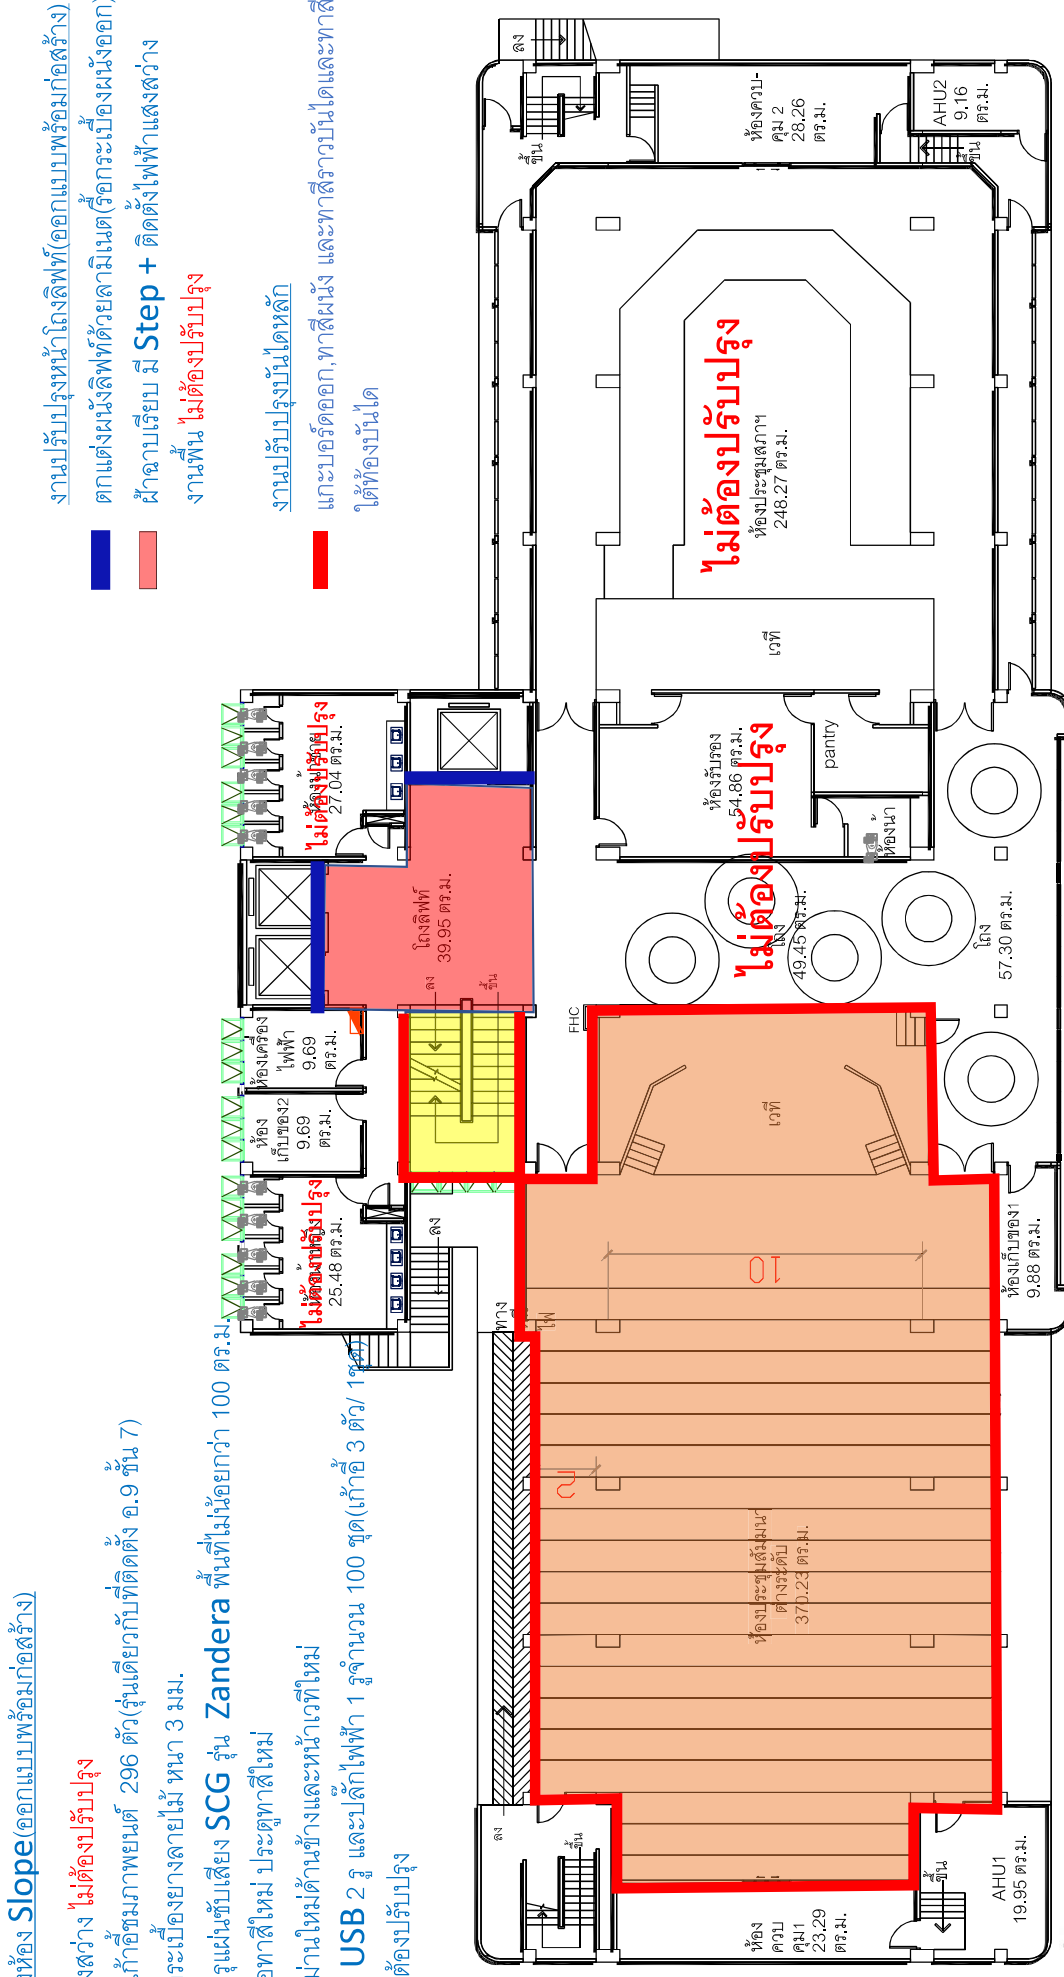 งานปรับปรุงหน้าโถงลิฟท์(ออกแบบพร้อมก่อสร้าง)
ตกแต่งผนังลิฟท์ด้วยลามิเนต(รื้อกระเบื้องผนังออก)
ฝ้าฉาบเรียบ มี Step + ติดตั้งไฟฟ้าแสงสว่าง
งานพื้น ไม่ต้องปรับปรุง
งานปรับปรุงบันไดหลัก
แกะบอร์ดออก,ทาสีผนัง และทาสีราวบันไดและทาสี
ใต้ท้องบันได
ห้อง Slope(ออกแบบพร้อมก่อสร้าง)
งสว่าง ไม่ต้องปรับปรุง
ก้าอี้ชมภาพยนต์ 296 ตัว(รุ่นเดียวกับที่ติดตั้ง อ.9 ชั้น 7)
ระเบื้องยางลายไม้ หนา 3 มม.
รุแผ่นซับเสียง SCG รุ่น Zandera พื้นที่ไม่น้อยกว่า 100 ตร.ม.
อทาสีใหม่ ประตูทาสีใหม่
ม่านใหม่ด้านข้างและหน้าเวทีใหม่
USB 2 รู และปลั๊กไฟฟ้า 1 รูจำนวน 100 ชุด(เก้าอี้ 3 ตัว/ 1ชุด)
ต้องปรับปรุง
ลง
ขึ้น
ห้องควบ-
คุม 2
28.26
ตร.ม.
AHU2
9.16
ตร.ม.
ขึ้น
ไม่ต้องปรับปรุง
ห้องประชุมสภาฯ
248.27 ตร.ม.
เวที
ไม่ต้องปรับปรุง
27.04 ตร.ม.
โถงลิฟท์
39.95 ตร.ม.
ลง
ขึ้น
ห้องรับรอง
54.86 ตร.ม.
pantry
ห้องน้ำ
ไม่ต้องปรับปรุง
โถง
49.45 ตร.ม.
โถง
57.30 ตร.ม.
FHC
ห้องเครื่อง
ไฟฟ้า
9.69
ตร.ม.
ห้อง
เก็บของ2
9.69
ตร.ม.
ไม่ต้องปรับปรุง
25.48 ตร.ม.
ลง
ทาง
ไฟ
เวที
10
2
ห้องเก็บของ1
9.88 ตร.ม.
ห้องประชุมสัมมนา
ต่างระดับ
370.23 ตร.ม.
ลง
ขึ้น
ห้อง
ควบ
คุม1
23.29
ตร.ม.
ขึ้น
AHU1
19.95 ตร.ม.